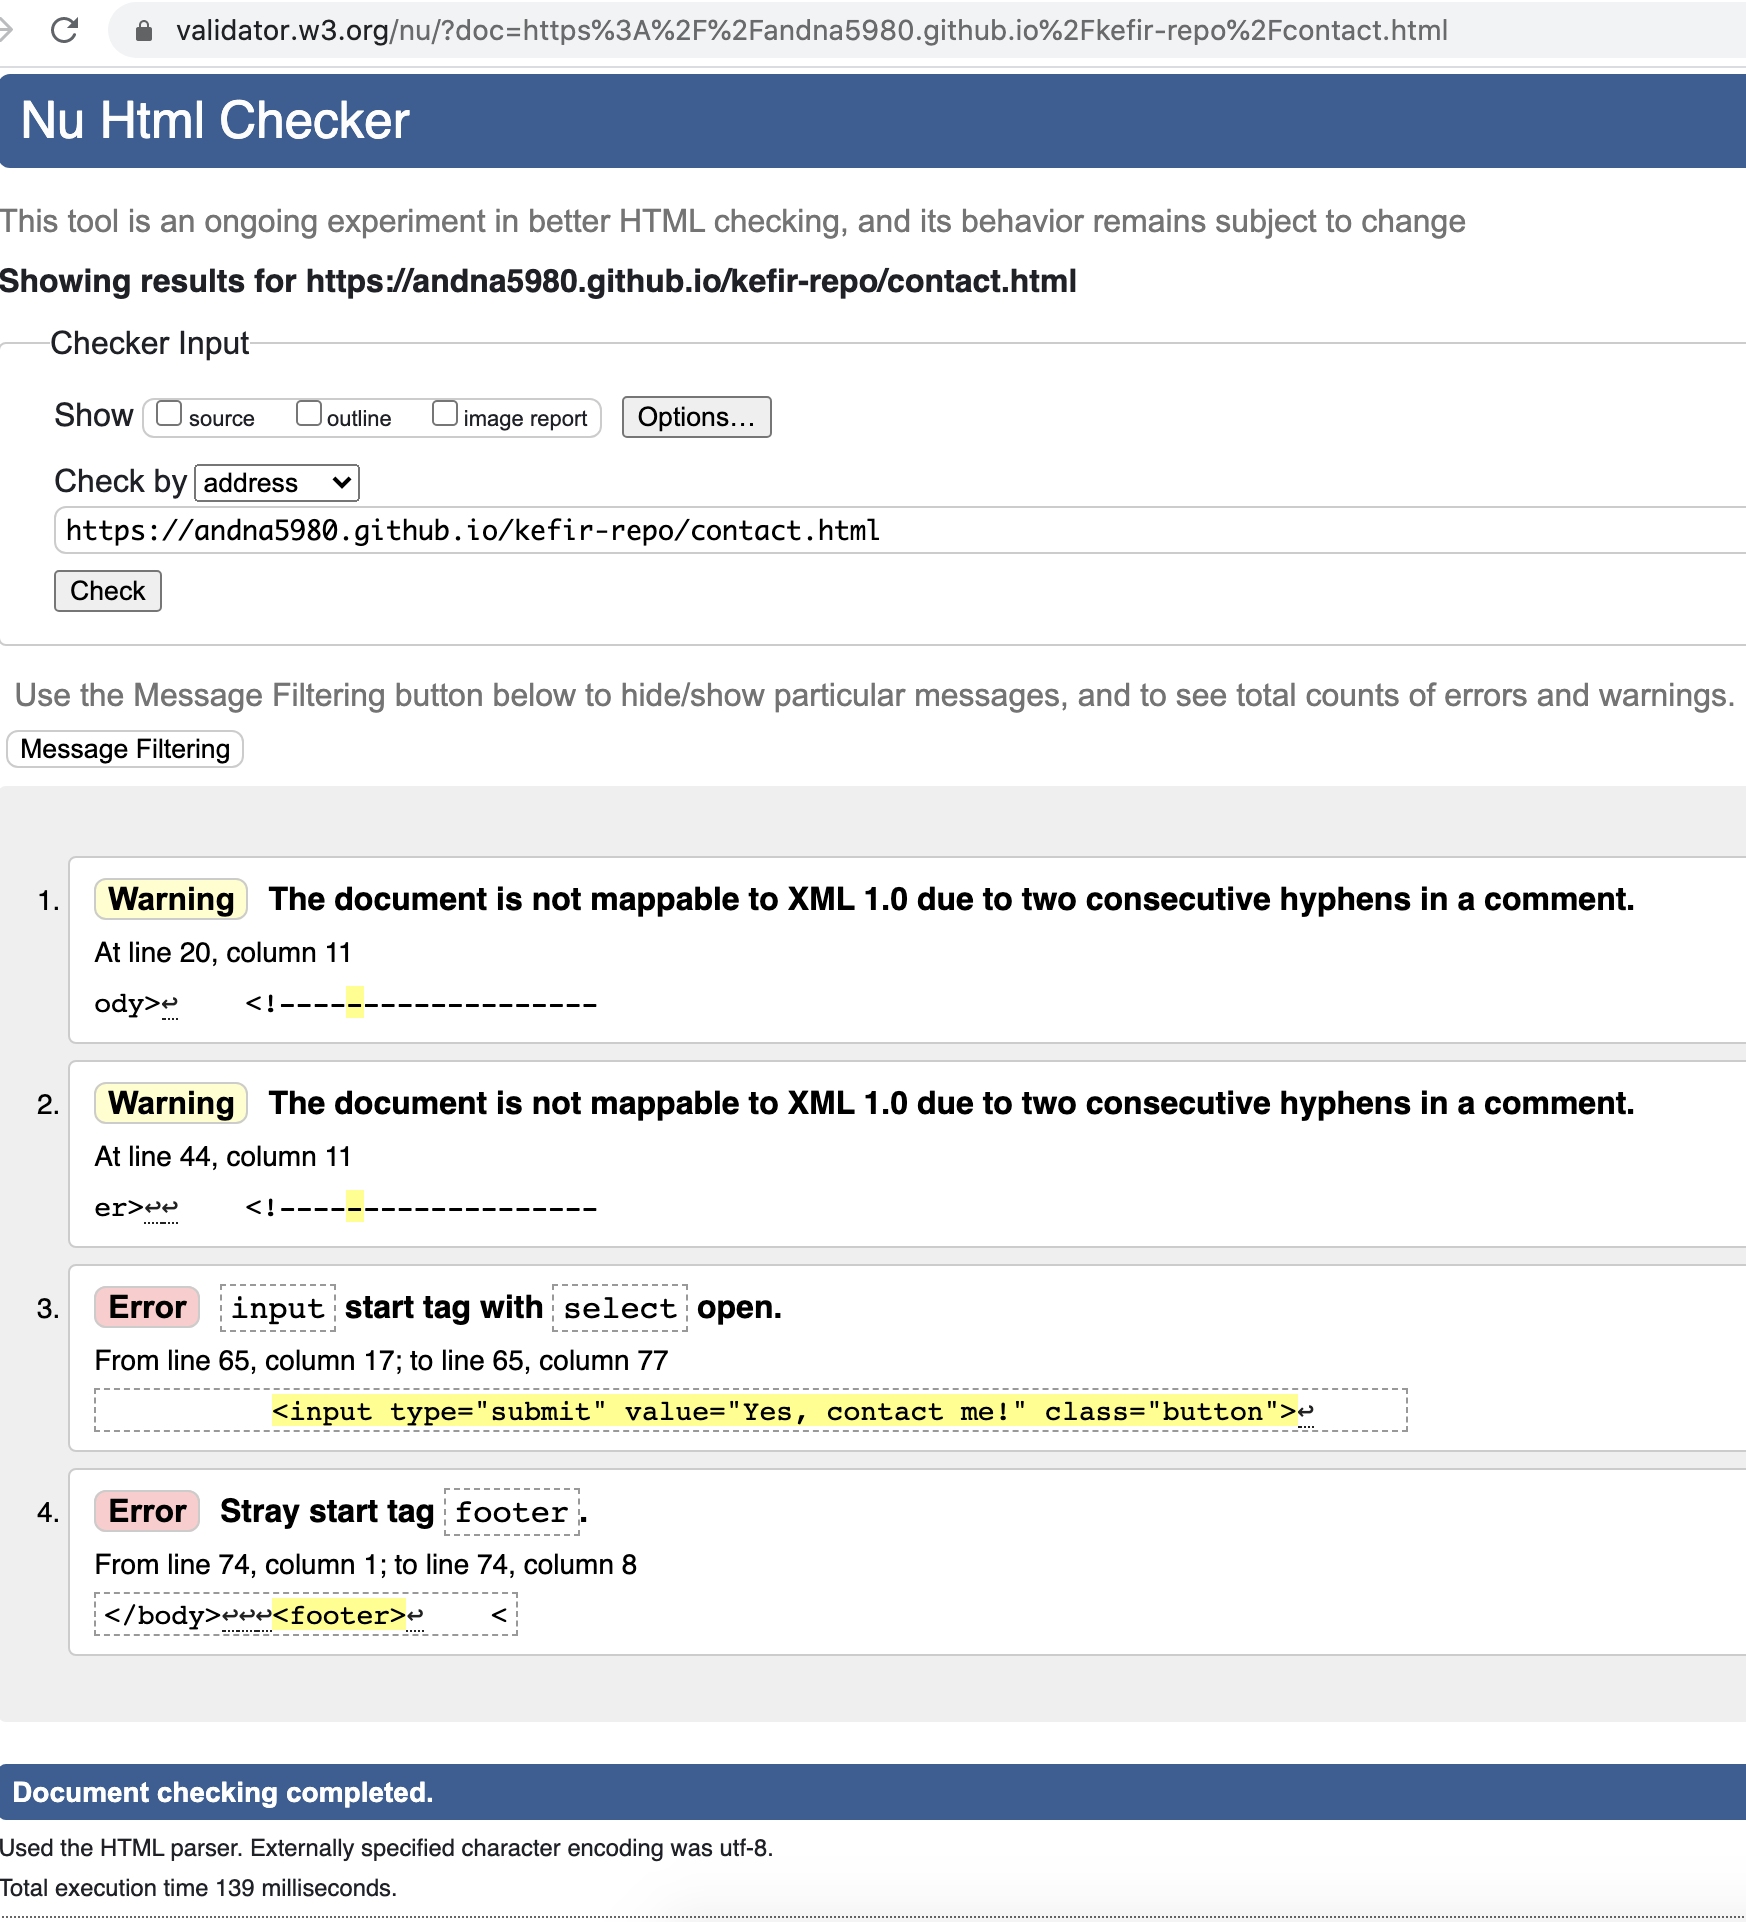 validator.w3.org/nu/?doc=https%3A%2F%2Fandna5980.github.io%2Fkefir-repo%2Fcontact.html
Nu Html Checker
This tool is an ongoing experiment in better HTML checking, and its behavior remains subject to change
Showing results for https://andna5980.github.io/kefir-repo/contact.html
Checker Input
Show source outline image report Options...
Check by address
https://andna5980.github.io/kefir-repo/contact.html
Check
Use the Message Filtering button below to hide/show particular messages, and to see total counts of errors and warnings.
Message Filtering
1. Warning The document is not mappable to XML 1.0 due to two consecutive hyphens in a comment.
At line 20, column 11
ody>↩ <!-------------------
2. Warning The document is not mappable to XML 1.0 due to two consecutive hyphens in a comment.
At line 44, column 11
er>↩↩ <!-------------------
3. Error input start tag with select open.
From line 65, column 17; to line 65, column 77
<input type="submit" value="Yes, contact me!" class="button">↩
4. Error Stray start tag footer.
From line 74, column 1; to line 74, column 8
</body>↩↩↩<footer>↩ <
Document checking completed.
Used the HTML parser. Externally specified character encoding was utf-8.
Total execution time 139 milliseconds.